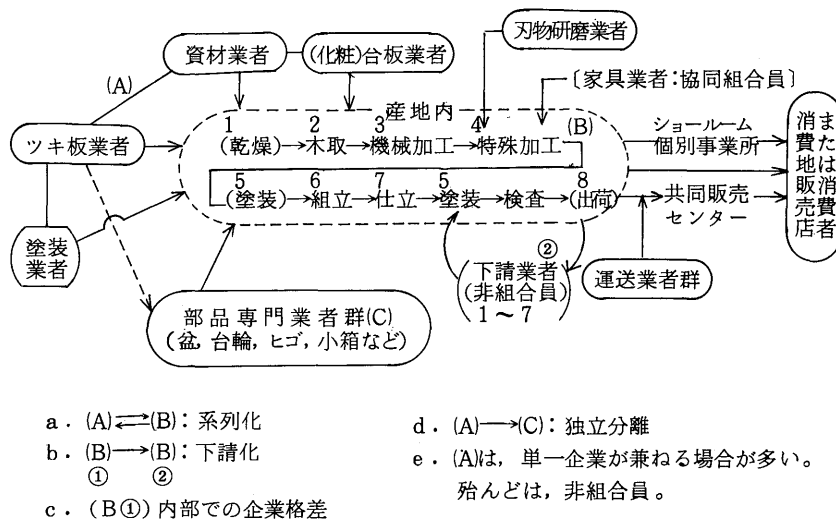 刃物研磨業者
資材業者
(化粧)合板業者
(A)
〔家具業者:協同組合員〕
産地内
1 2 3 4 (B)
(乾燥)→木取→機械加工→特殊加工
ツキ板業者
ショールーム
個別事業所
消費地販売店
または消費者
5 6 7 5 8
(塗装)→組立→仕立→塗装→検査→(出荷)
共同販売
センター
塗装
業者
②
下請業者
(非組合員)
1〜7
運送業者群
部品専門業者群(C)
(盆,台輪,ヒゴ,小箱など)
a.(A)⇄(B):系列化
b.(B)→(B):下請化
① ②
c.(B①)内部での企業格差
d.(A)→(C):独立分離
e.(A)は,単一企業が兼ねる場合が多い。
殆んどは,非組合員。